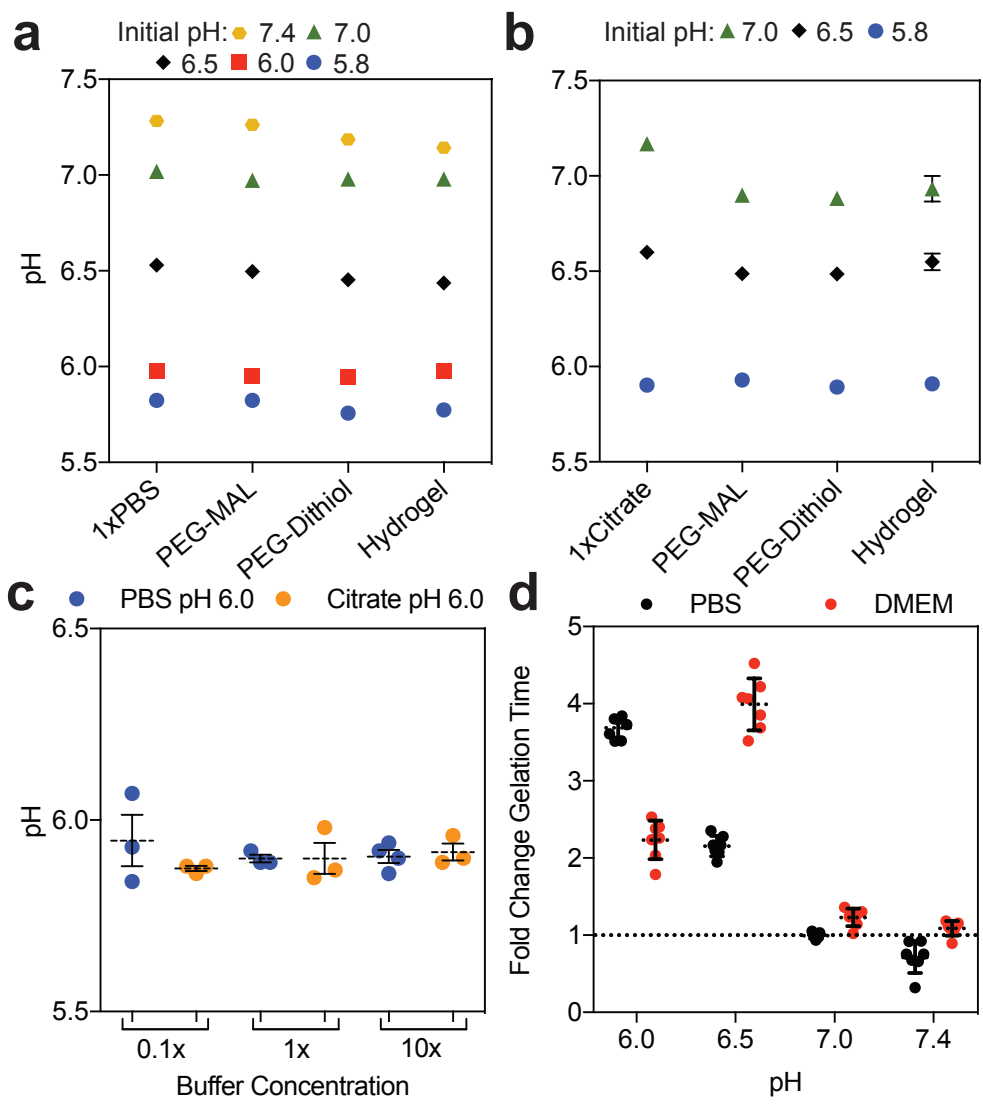 a
Initial pH: 7.4 7.0
6.5 6.0 5.8
7.5
7.0
6.5
6.0
5.5
pH
1xPBS
PEG-MAL
PEG-Dithiol
Hydrogel
b
Initial pH: 7.0 6.5 5.8
7.5
7.0
6.5
6.0
5.5
1xCitrate
PEG-MAL
PEG-Dithiol
Hydrogel
c
PBS pH 6.0 Citrate pH 6.0
6.5
6.0
5.5
pH
0.1x 1x 10x
Buffer Concentration
d
PBS DMEM
5
4
3
2
1
0
Fold Change Gelation Time
6.0 6.5 7.0 7.4
pH